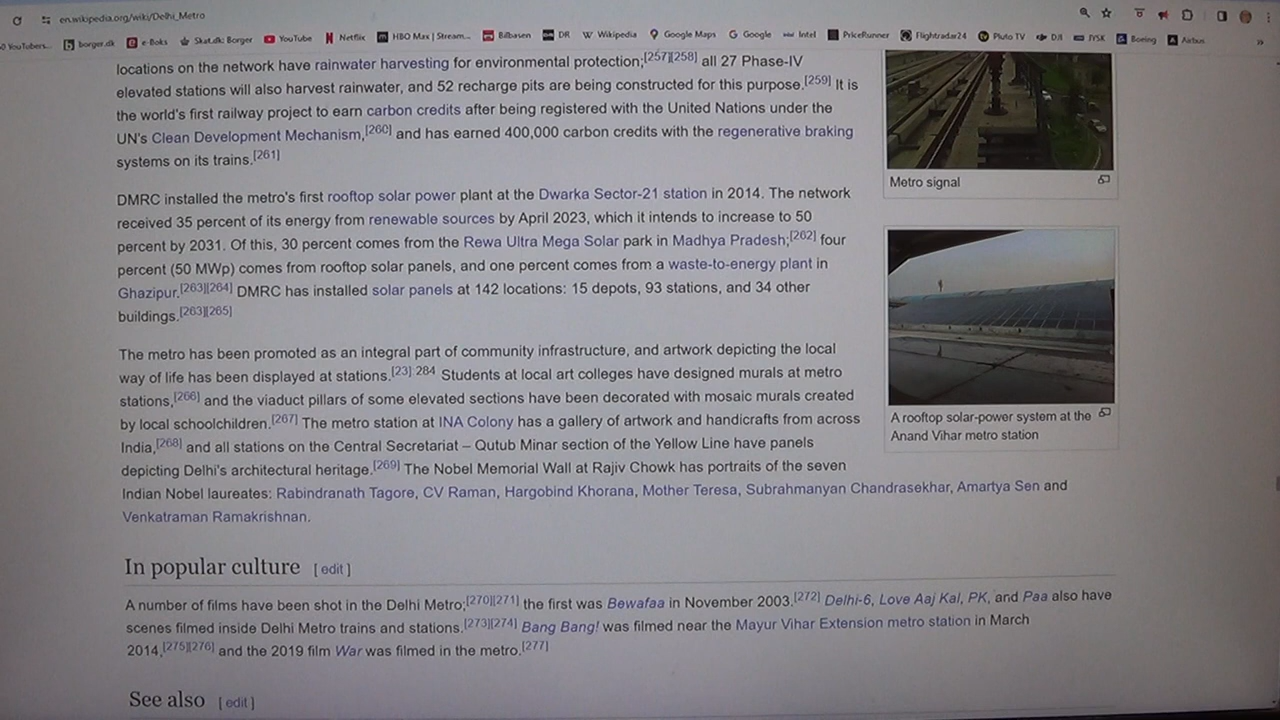 en.wikipedia.org/wiki/Delhi_Metro
YouTubers... borger.dk e-Boks Skat.dk: Borger YouTube Netflix HBO Max | Stream... Bilbasen DR Wikipedia Google Maps Google Intel PriceRunner Flightradar24 Pluto TV DJI JYSK Boeing Airbus
locations on the network have rainwater harvesting for environmental protection;[257][258] all 27 Phase-IV
elevated stations will also harvest rainwater, and 52 recharge pits are being constructed for this purpose.[259] It is
the world's first railway project to earn carbon credits after being registered with the United Nations under the
UN's Clean Development Mechanism,[260] and has earned 400,000 carbon credits with the regenerative braking
systems on its trains.[261]
Metro signal
DMRC installed the metro's first rooftop solar power plant at the Dwarka Sector-21 station in 2014. The network
received 35 percent of its energy from renewable sources by April 2023, which it intends to increase to 50
percent by 2031. Of this, 30 percent comes from the Rewa Ultra Mega Solar park in Madhya Pradesh;[262] four
percent (50 MWp) comes from rooftop solar panels, and one percent comes from a waste-to-energy plant in
Ghazipur.[263][264] DMRC has installed solar panels at 142 locations: 15 depots, 93 stations, and 34 other
buildings.[263][265]
A rooftop solar-power system at the
Anand Vihar metro station
The metro has been promoted as an integral part of community infrastructure, and artwork depicting the local
way of life has been displayed at stations.[23]: 284 Students at local art colleges have designed murals at metro
stations,[266] and the viaduct pillars of some elevated sections have been decorated with mosaic murals created
by local schoolchildren.[267] The metro station at INA Colony has a gallery of artwork and handicrafts from across
India,[268] and all stations on the Central Secretariat – Qutub Minar section of the Yellow Line have panels
depicting Delhi's architectural heritage.[269] The Nobel Memorial Wall at Rajiv Chowk has portraits of the seven
Indian Nobel laureates: Rabindranath Tagore, CV Raman, Hargobind Khorana, Mother Teresa, Subrahmanyan Chandrasekhar, Amartya Sen and
Venkatraman Ramakrishnan.
In popular culture [ edit ]
A number of films have been shot in the Delhi Metro;[270][271] the first was Bewafaa in November 2003.[272] Delhi-6, Love Aaj Kal, PK, and Paa also have
scenes filmed inside Delhi Metro trains and stations.[273][274] Bang Bang! was filmed near the Mayur Vihar Extension metro station in March
2014,[275][276] and the 2019 film War was filmed in the metro.[277]
See also [ edit ]